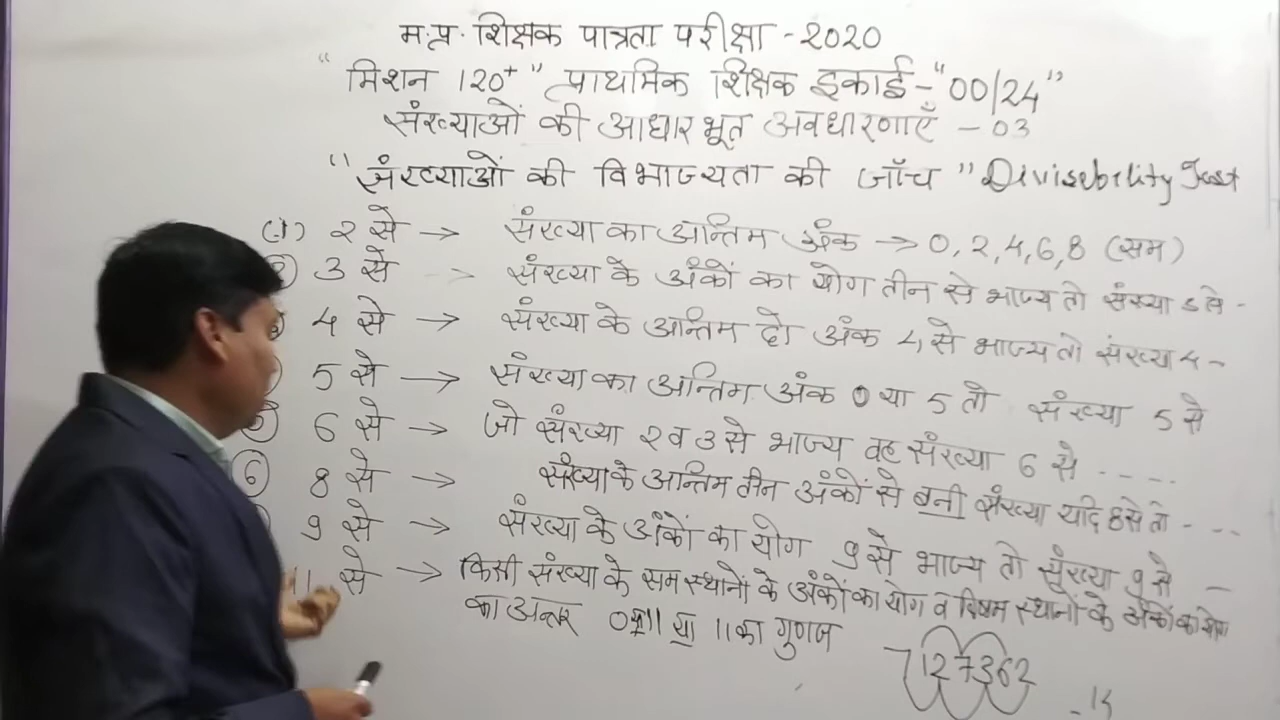 म.प्र. शिक्षक पात्रता परीक्षा - 2020
"मिशन 120+" प्राथमिक शिक्षक इकाई - "00/24"
संख्याओं की आधारभूत अवधारणाएँ - 03
"संख्याओं की विभाज्यता की जाँच" Divisebility Test
(1) 2 से → संख्या का अन्तिम अंक → 0, 2, 4, 6, 8 (सम)
3 से → संख्या के अंकों का योग तीन से भाज्य तो संख्या 3 से -
4 से → संख्या के अन्तिम दो अंक 4 से भाज्य तो संख्या 4 -
5 से → संख्या का अन्तिम अंक 0 या 5 तो संख्या 5 से
6 से → जो संख्या 2 व 3 से भाज्य वह संख्या 6 से - - - -
(6) 8 से → संख्या के अन्तिम तीन अंकों से बनी संख्या यदि 8 से तो - - -
9 से → संख्या के अंकों का योग 9 से भाज्य तो संख्या 9 से -
11 से → किसी संख्या के सम स्थानों के अंकों का योग व विषम स्थानों के अंकों का योग
का अन्तर 0 या 11 या 11 का गुणज
7127362